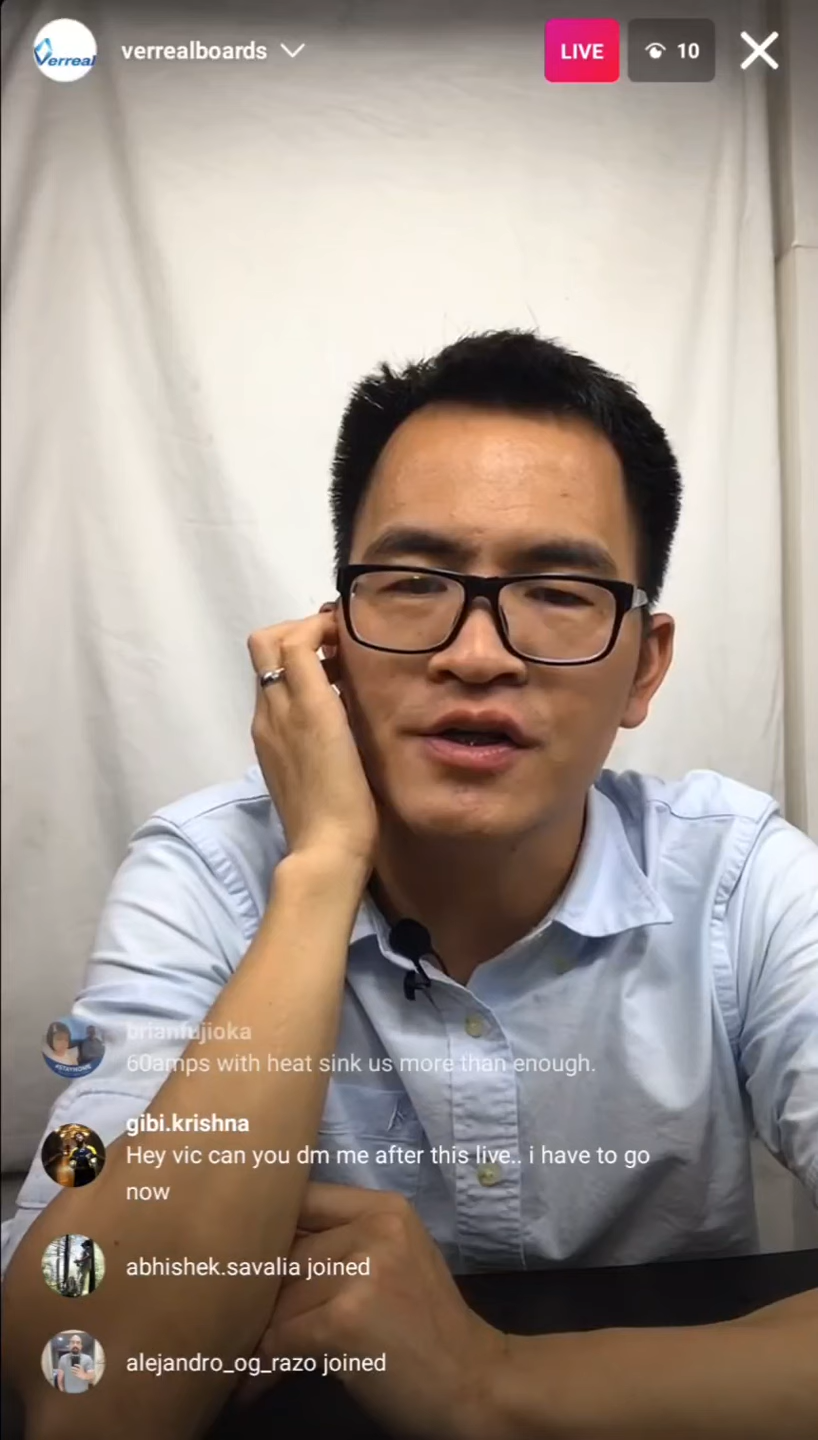 Verreal
verrealboards
LIVE
10
brianfujioka
60amps with heat sink us more than enough.
gibi.krishna
Hey vic can you dm me after this live.. i have to go
now
abhishek.savalia joined
alejandro_og_razo joined